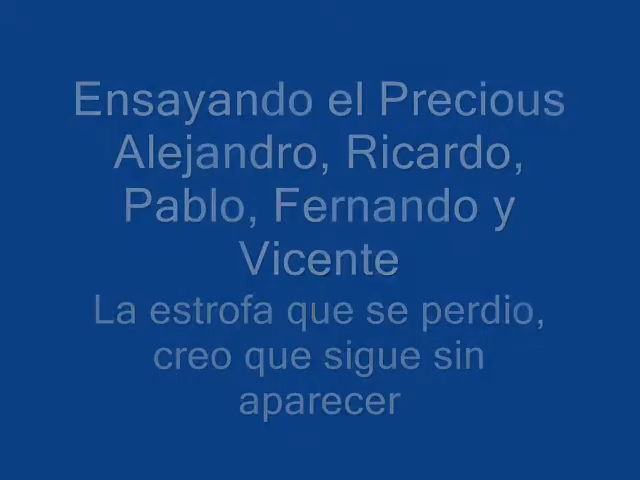 Ensayando el Precious
Alejandro, Ricardo,
Pablo, Fernando y
Vicente
La estrofa que se perdio,
creo que sigue sin
aparecer